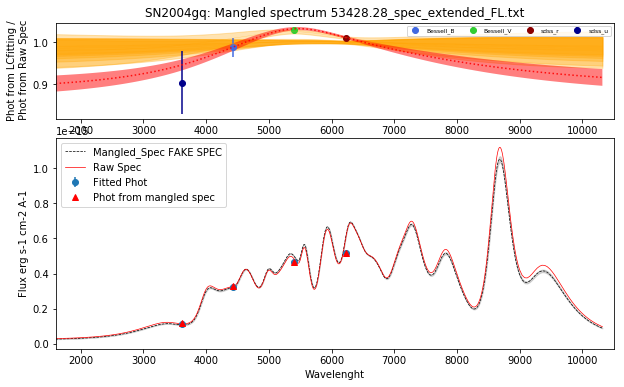 SN2004gq: Mangled spectrum 53428.28_spec_extended_FL.txt
Phot from LCfitting /
Phot from Raw Spec
1.0
0.9
Bessell_B
Bessell_V
sdss_r
sdss_u
2000 3000 4000 5000 6000 7000 8000 9000 10000
Flux erg s-1 cm-2 A-1
1.0
0.8
0.6
0.4
0.2
0.0
Mangled_Spec FAKE SPEC
Raw Spec
Fitted Phot
Phot from mangled spec
2000 3000 4000 5000 6000 7000 8000 9000 10000
Wavelenght